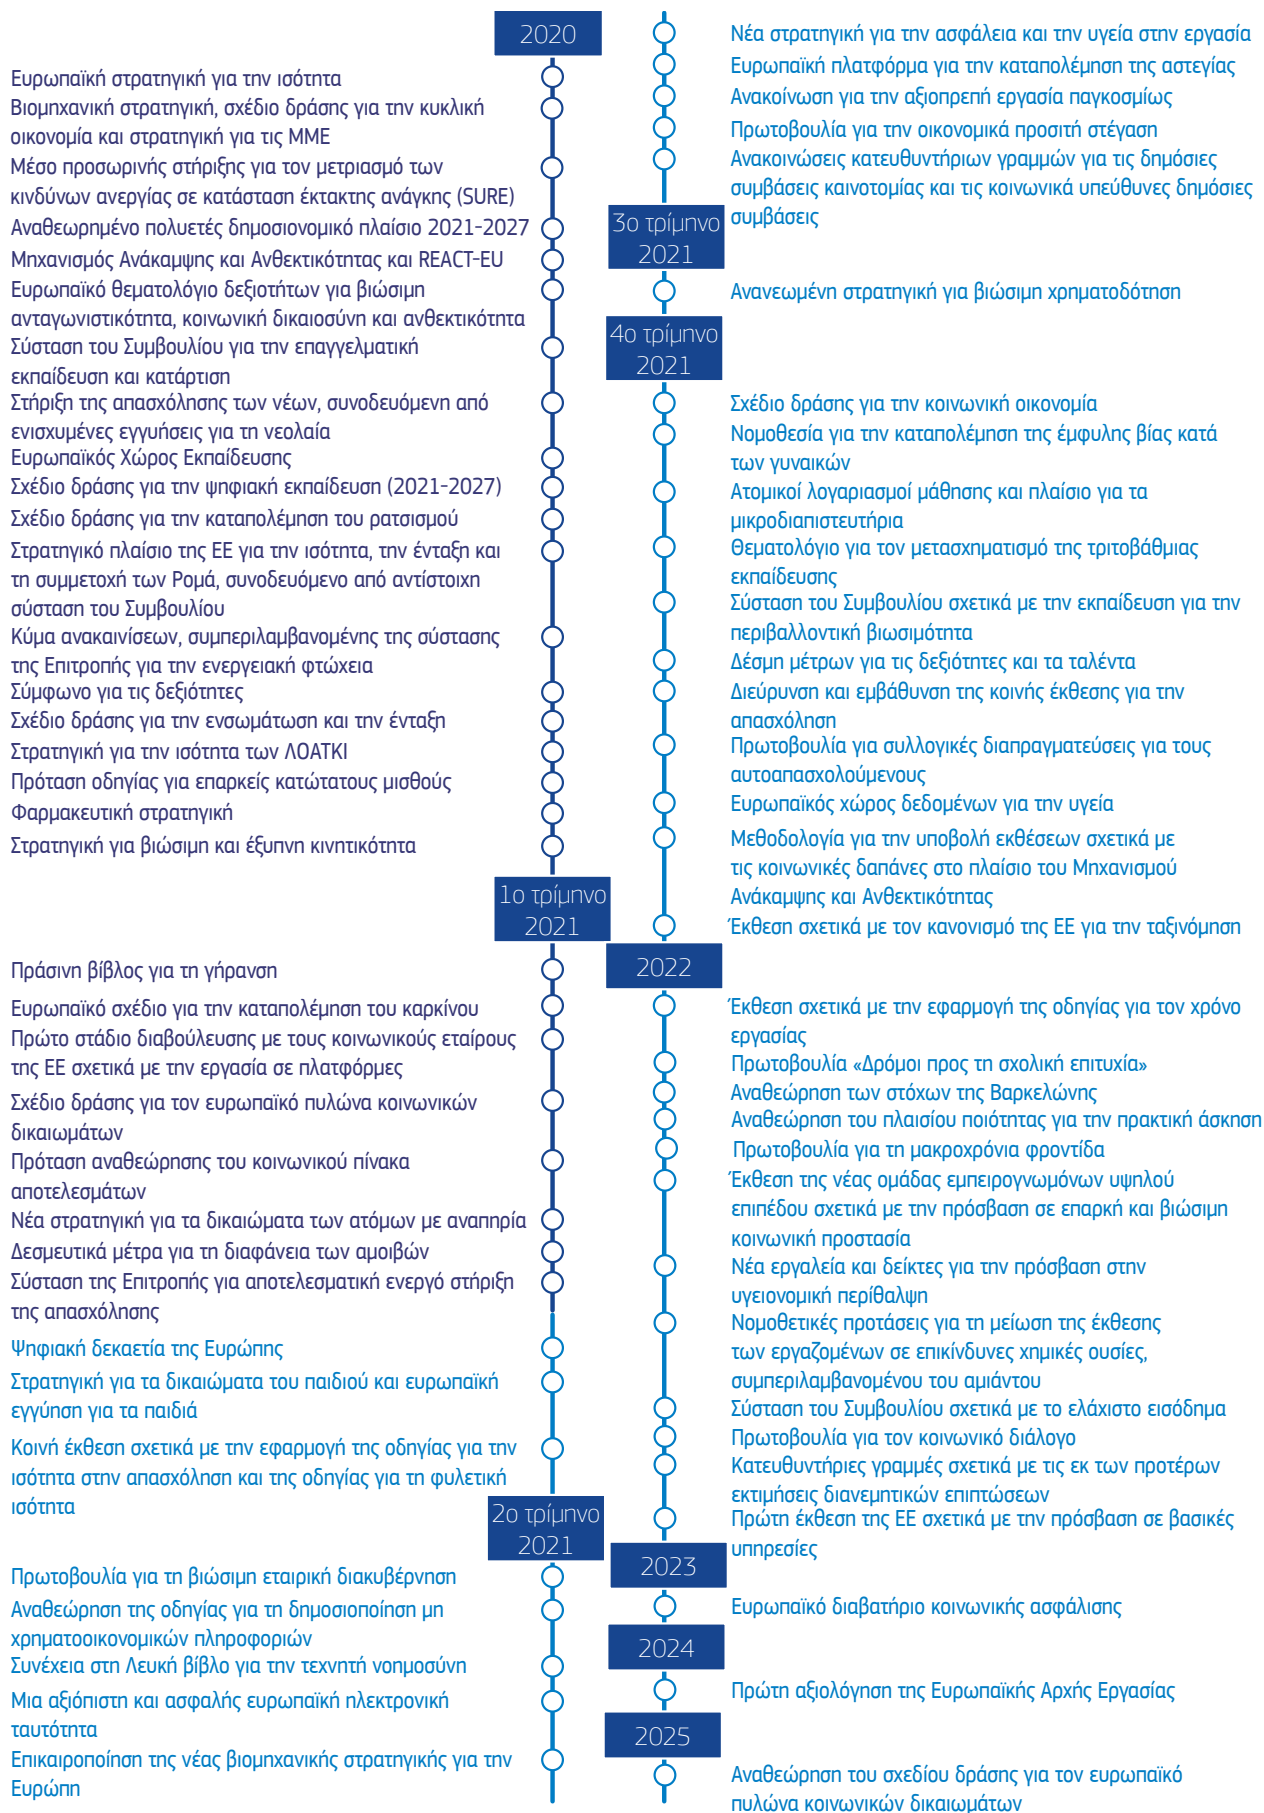 2020
Ευρωπαϊκή στρατηγική για την ισότητα
Βιομηχανική στρατηγική, σχέδιο δράσης για την κυκλική
οικονομία και στρατηγική για τις ΜΜΕ
Μέσο προσωρινής στήριξης για τον μετριασμό των
κινδύνων ανεργίας σε κατάσταση έκτακτης ανάγκης (SURE)
Αναθεωρημένο πολυετές δημοσιονομικό πλαίσιο 2021-2027
Μηχανισμός Ανάκαμψης και Ανθεκτικότητας και REACT-EU
Ευρωπαϊκό θεματολόγιο δεξιοτήτων για βιώσιμη
ανταγωνιστικότητα, κοινωνική δικαιοσύνη και ανθεκτικότητα
Σύσταση του Συμβουλίου για την επαγγελματική
εκπαίδευση και κατάρτιση
Στήριξη της απασχόλησης των νέων, συνοδευόμενη από
ενισχυμένες εγγυήσεις για τη νεολαία
Ευρωπαϊκός Χώρος Εκπαίδευσης
Σχέδιο δράσης για την ψηφιακή εκπαίδευση (2021-2027)
Σχέδιο δράσης για την καταπολέμηση του ρατσισμού
Στρατηγικό πλαίσιο της ΕΕ για την ισότητα, την ένταξη και
τη συμμετοχή των Ρομά, συνοδευόμενο από αντίστοιχη
σύσταση του Συμβουλίου
Κύμα ανακαινίσεων, συμπεριλαμβανομένης της σύστασης
της Επιτροπής για την ενεργειακή φτώχεια
Σύμφωνο για τις δεξιότητες
Σχέδιο δράσης για την ενσωμάτωση και την ένταξη
Στρατηγική για την ισότητα των ΛΟΑΤΚΙ
Πρόταση οδηγίας για επαρκείς κατώτατους μισθούς
Φαρμακευτική στρατηγική
Στρατηγική για βιώσιμη και έξυπνη κινητικότητα
1ο τρίμηνο
2021
Πράσινη βίβλος για τη γήρανση
Ευρωπαϊκό σχέδιο για την καταπολέμηση του καρκίνου
Πρώτο στάδιο διαβούλευσης με τους κοινωνικούς εταίρους
της ΕΕ σχετικά με την εργασία σε πλατφόρμες
Σχέδιο δράσης για τον ευρωπαϊκό πυλώνα κοινωνικών
δικαιωμάτων
Πρόταση αναθεώρησης του κοινωνικού πίνακα
αποτελεσμάτων
Νέα στρατηγική για τα δικαιώματα των ατόμων με αναπηρία
Δεσμευτικά μέτρα για τη διαφάνεια των αμοιβών
Σύσταση της Επιτροπής για αποτελεσματική ενεργό στήριξη
της απασχόλησης
Ψηφιακή δεκαετία της Ευρώπης
Στρατηγική για τα δικαιώματα του παιδιού και ευρωπαϊκή
εγγύηση για τα παιδιά
Κοινή έκθεση σχετικά με την εφαρμογή της οδηγίας για την
ισότητα στην απασχόληση και της οδηγίας για τη φυλετική
ισότητα
2ο τρίμηνο
2021
Πρωτοβουλία για τη βιώσιμη εταιρική διακυβέρνηση
Αναθεώρηση της οδηγίας για τη δημοσιοποίηση μη
χρηματοοικονομικών πληροφοριών
Συνέχεια στη Λευκή βίβλο για την τεχνητή νοημοσύνη
Μια αξιόπιστη και ασφαλής ευρωπαϊκή ηλεκτρονική
ταυτότητα
Επικαιροποίηση της νέας βιομηχανικής στρατηγικής για την
Ευρώπη
Νέα στρατηγική για την ασφάλεια και την υγεία στην εργασία
Ευρωπαϊκή πλατφόρμα για την καταπολέμηση της αστεγίας
Ανακοίνωση για την αξιοπρεπή εργασία παγκοσμίως
Πρωτοβουλία για την οικονομικά προσιτή στέγαση
Ανακοινώσεις κατευθυντήριων γραμμών για τις δημόσιες
συμβάσεις καινοτομίας και τις κοινωνικά υπεύθυνες δημόσιες
συμβάσεις
3ο τρίμηνο
2021
Ανανεωμένη στρατηγική για βιώσιμη χρηματοδότηση
4ο τρίμηνο
2021
Σχέδιο δράσης για την κοινωνική οικονομία
Νομοθεσία για την καταπολέμηση της έμφυλης βίας κατά
των γυναικών
Ατομικοί λογαριασμοί μάθησης και πλαίσιο για τα
μικροδιαπιστευτήρια
Θεματολόγιο για τον μετασχηματισμό της τριτοβάθμιας
εκπαίδευσης
Σύσταση του Συμβουλίου σχετικά με την εκπαίδευση για την
περιβαλλοντική βιωσιμότητα
Δέσμη μέτρων για τις δεξιότητες και τα ταλέντα
Διεύρυνση και εμβάθυνση της κοινής έκθεσης για την
απασχόληση
Πρωτοβουλία για συλλογικές διαπραγματεύσεις για τους
αυτοαπασχολούμενους
Ευρωπαϊκός χώρος δεδομένων για την υγεία
Μεθοδολογία για την υποβολή εκθέσεων σχετικά με
τις κοινωνικές δαπάνες στο πλαίσιο του Μηχανισμού
Ανάκαμψης και Ανθεκτικότητας
Έκθεση σχετικά με τον κανονισμό της ΕΕ για την ταξινόμηση
2022
Έκθεση σχετικά με την εφαρμογή της οδηγίας για τον χρόνο
εργασίας
Πρωτοβουλία «Δρόμοι προς τη σχολική επιτυχία»
Αναθεώρηση των στόχων της Βαρκελώνης
Αναθεώρηση του πλαισίου ποιότητας για την πρακτική άσκηση
Πρωτοβουλία για τη μακροχρόνια φροντίδα
Έκθεση της νέας ομάδας εμπειρογνωμόνων υψηλού
επιπέδου σχετικά με την πρόσβαση σε επαρκή και βιώσιμη
κοινωνική προστασία
Νέα εργαλεία και δείκτες για την πρόσβαση στην
υγειονομική περίθαλψη
Νομοθετικές προτάσεις για τη μείωση της έκθεσης
των εργαζομένων σε επικίνδυνες χημικές ουσίες,
συμπεριλαμβανομένου του αμιάντου
Σύσταση του Συμβουλίου σχετικά με το ελάχιστο εισόδημα
Πρωτοβουλία για τον κοινωνικό διάλογο
Κατευθυντήριες γραμμές σχετικά με τις εκ των προτέρων
εκτιμήσεις διανεμητικών επιπτώσεων
Πρώτη έκθεση της ΕΕ σχετικά με την πρόσβαση σε βασικές
υπηρεσίες
2023
Ευρωπαϊκό διαβατήριο κοινωνικής ασφάλισης
2024
Πρώτη αξιολόγηση της Ευρωπαϊκής Αρχής Εργασίας
2025
Αναθεώρηση του σχεδίου δράσης για τον ευρωπαϊκό
πυλώνα κοινωνικών δικαιωμάτων